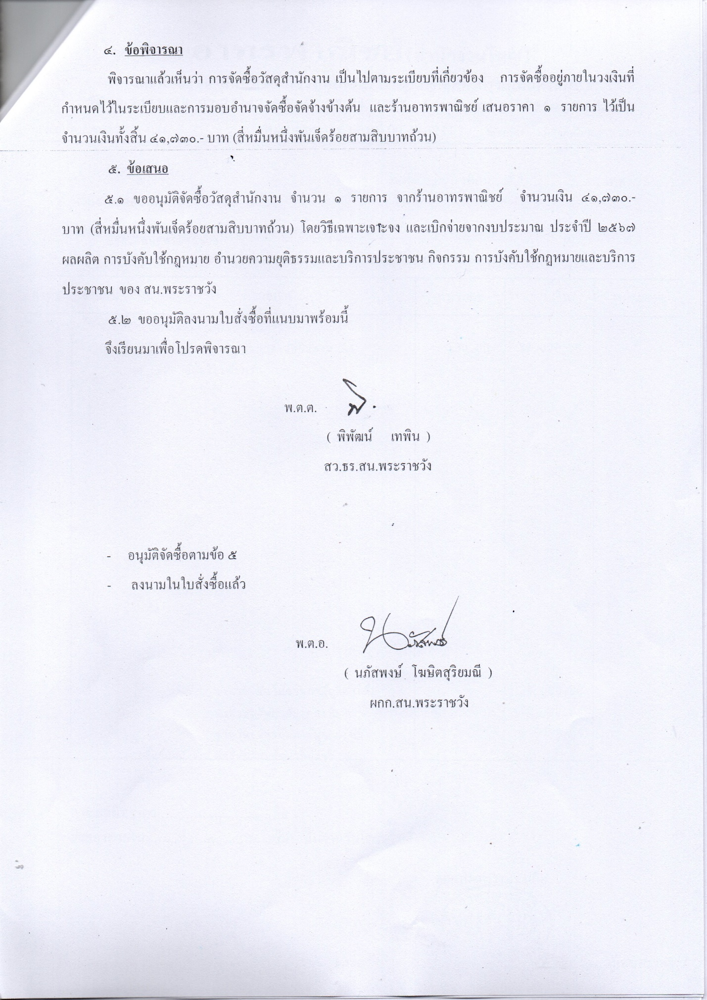 ๔. ข้อพิจารณา
พิจารณาแล้วเห็นว่า การจัดซื้อวัสดุสำนักงาน เป็นไปตามระเบียบที่เกี่ยวข้อง การจัดซื้ออยู่ภายในวงเงินที่
กำหนดไว้ในระเบียบและการมอบอำนาจจัดซื้อจัดจ้างข้างต้น และร้านอาทรพาณิชย์ เสนอราคา ๑ รายการ ไว้เป็น
จำนวนเงินทั้งสิ้น ๔๑,๗๓๐.- บาท (สี่หมื่นหนึ่งพันเจ็ดร้อยสามสิบบาทถ้วน)
๕. ข้อเสนอ
๕.๑ ขออนุมัติจัดซื้อวัสดุสำนักงาน จำนวน ๑ รายการ จากร้านอาทรพาณิชย์ จำนวนเงิน ๔๑,๗๓๐.-
บาท (สี่หมื่นหนึ่งพันเจ็ดร้อยสามสิบบาทถ้วน) โดยวิธีเฉพาะเจาะจง และเบิกจ่ายจากงบประมาณ ประจำปี ๒๕๖๗
ผลผลิต การบังคับใช้กฎหมาย อำนวยความยุติธรรมและบริการประชาชน กิจกรรม การบังคับใช้กฏหมายและบริการ
ประชาชน ของ สน.พระราชวัง
๕.๒ ขออนุมัติลงนามใบสั่งซื้อที่แนบมาพร้อมนี้
จึงเรียนมาเพื่อโปรดพิจารณา
พ.ต.ต.
( พิพัฒน์ เทพิน )
สว.ธร.สน.พระราชวัง
- อนุมัติจัดซื้อตามข้อ ๕
- ลงนามในใบสั่งซื้อแล้ว
พ.ต.อ. นภัสพงษ์
( นภัสพงษ์ โฆษิตสุริยมณี )
ผกก.สน.พระราชวัง